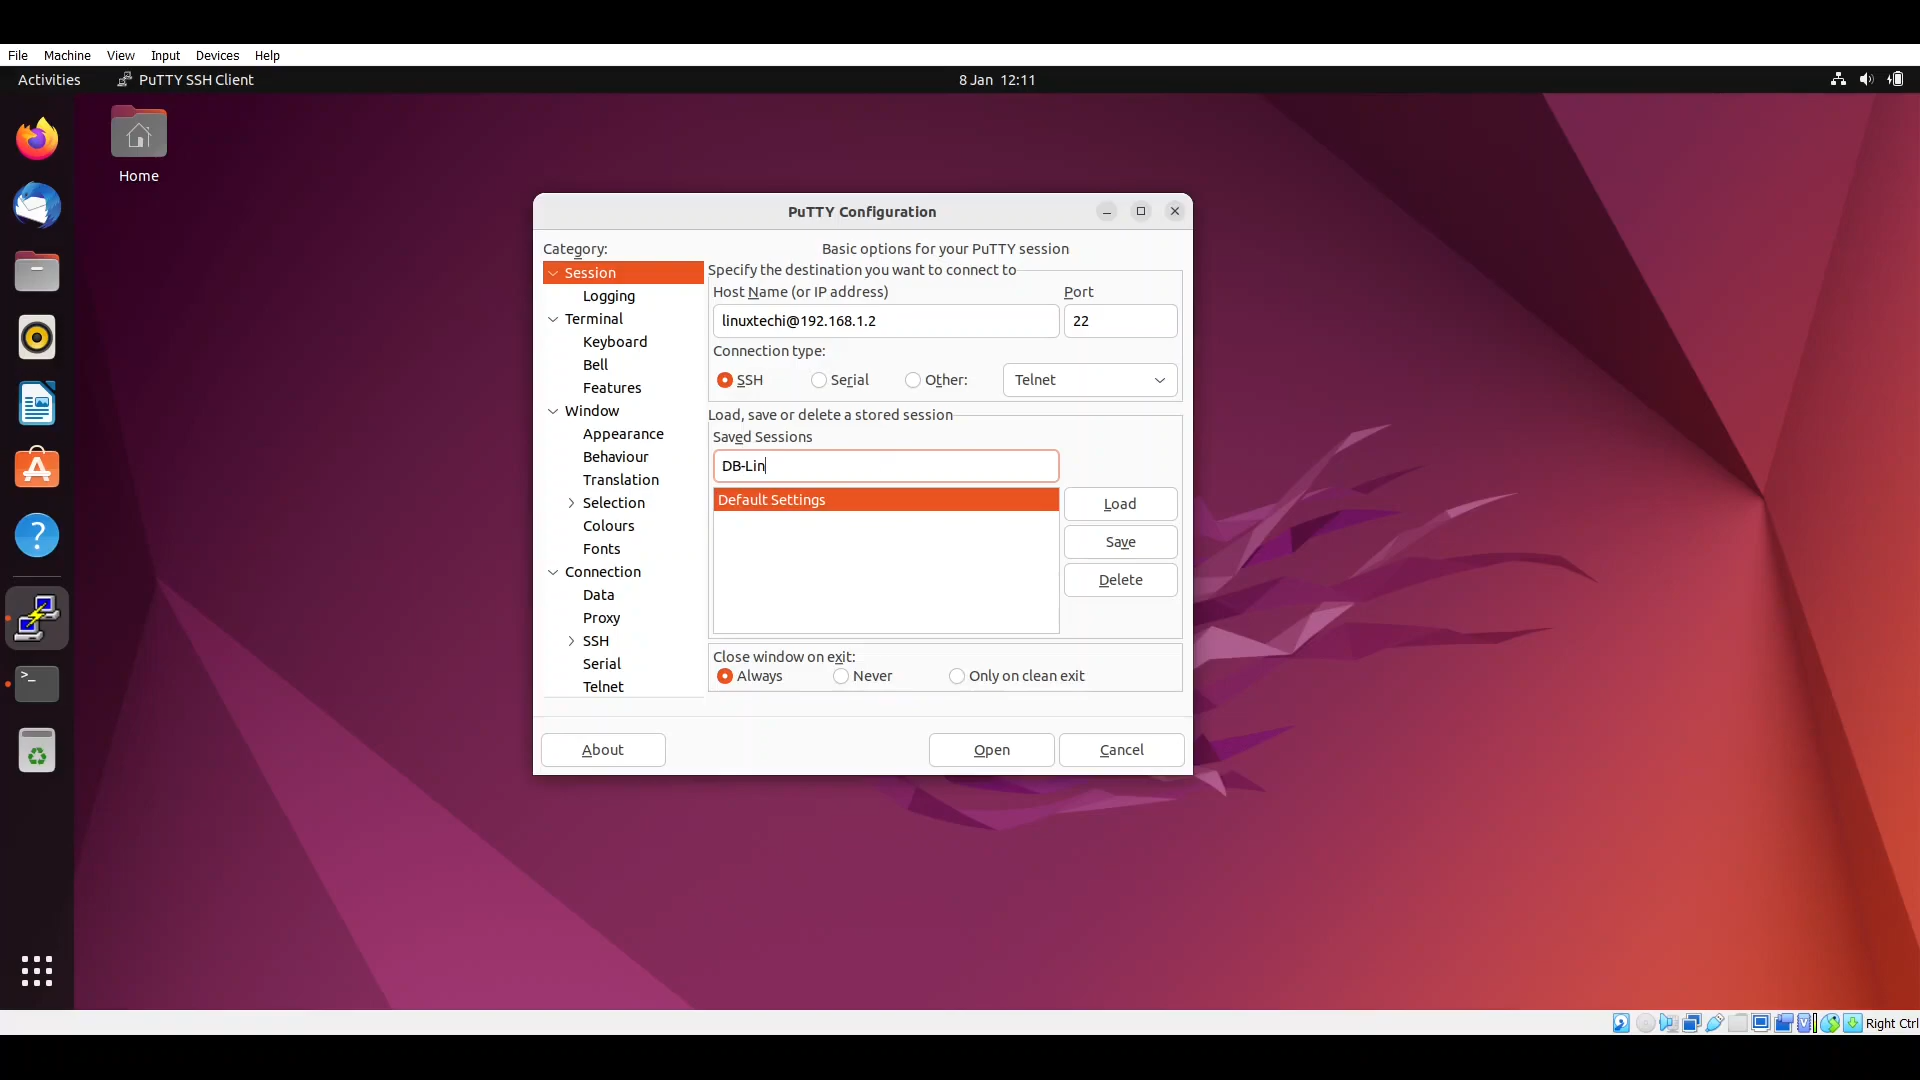 File Machine View Input Devices Help
Activities PuTTY SSH Client 8 Jan 12:11
Home
PuTTY Configuration
Category:
Session
Logging
Terminal
Keyboard
Bell
Features
Window
Appearance
Behaviour
Translation
Selection
Colours
Fonts
Connection
Data
Proxy
SSH
Serial
Telnet
Basic options for your PuTTY session
Specify the destination you want to connect to
Host Name (or IP address) Port
linuxtechi@192.168.1.2 22
Connection type:
SSH Serial Other: Telnet
Load, save or delete a stored session
Saved Sessions
DB-Lin
Default Settings
Load
Save
Delete
Close window on exit:
Always Never Only on clean exit
About Open Cancel
Right Ctrl